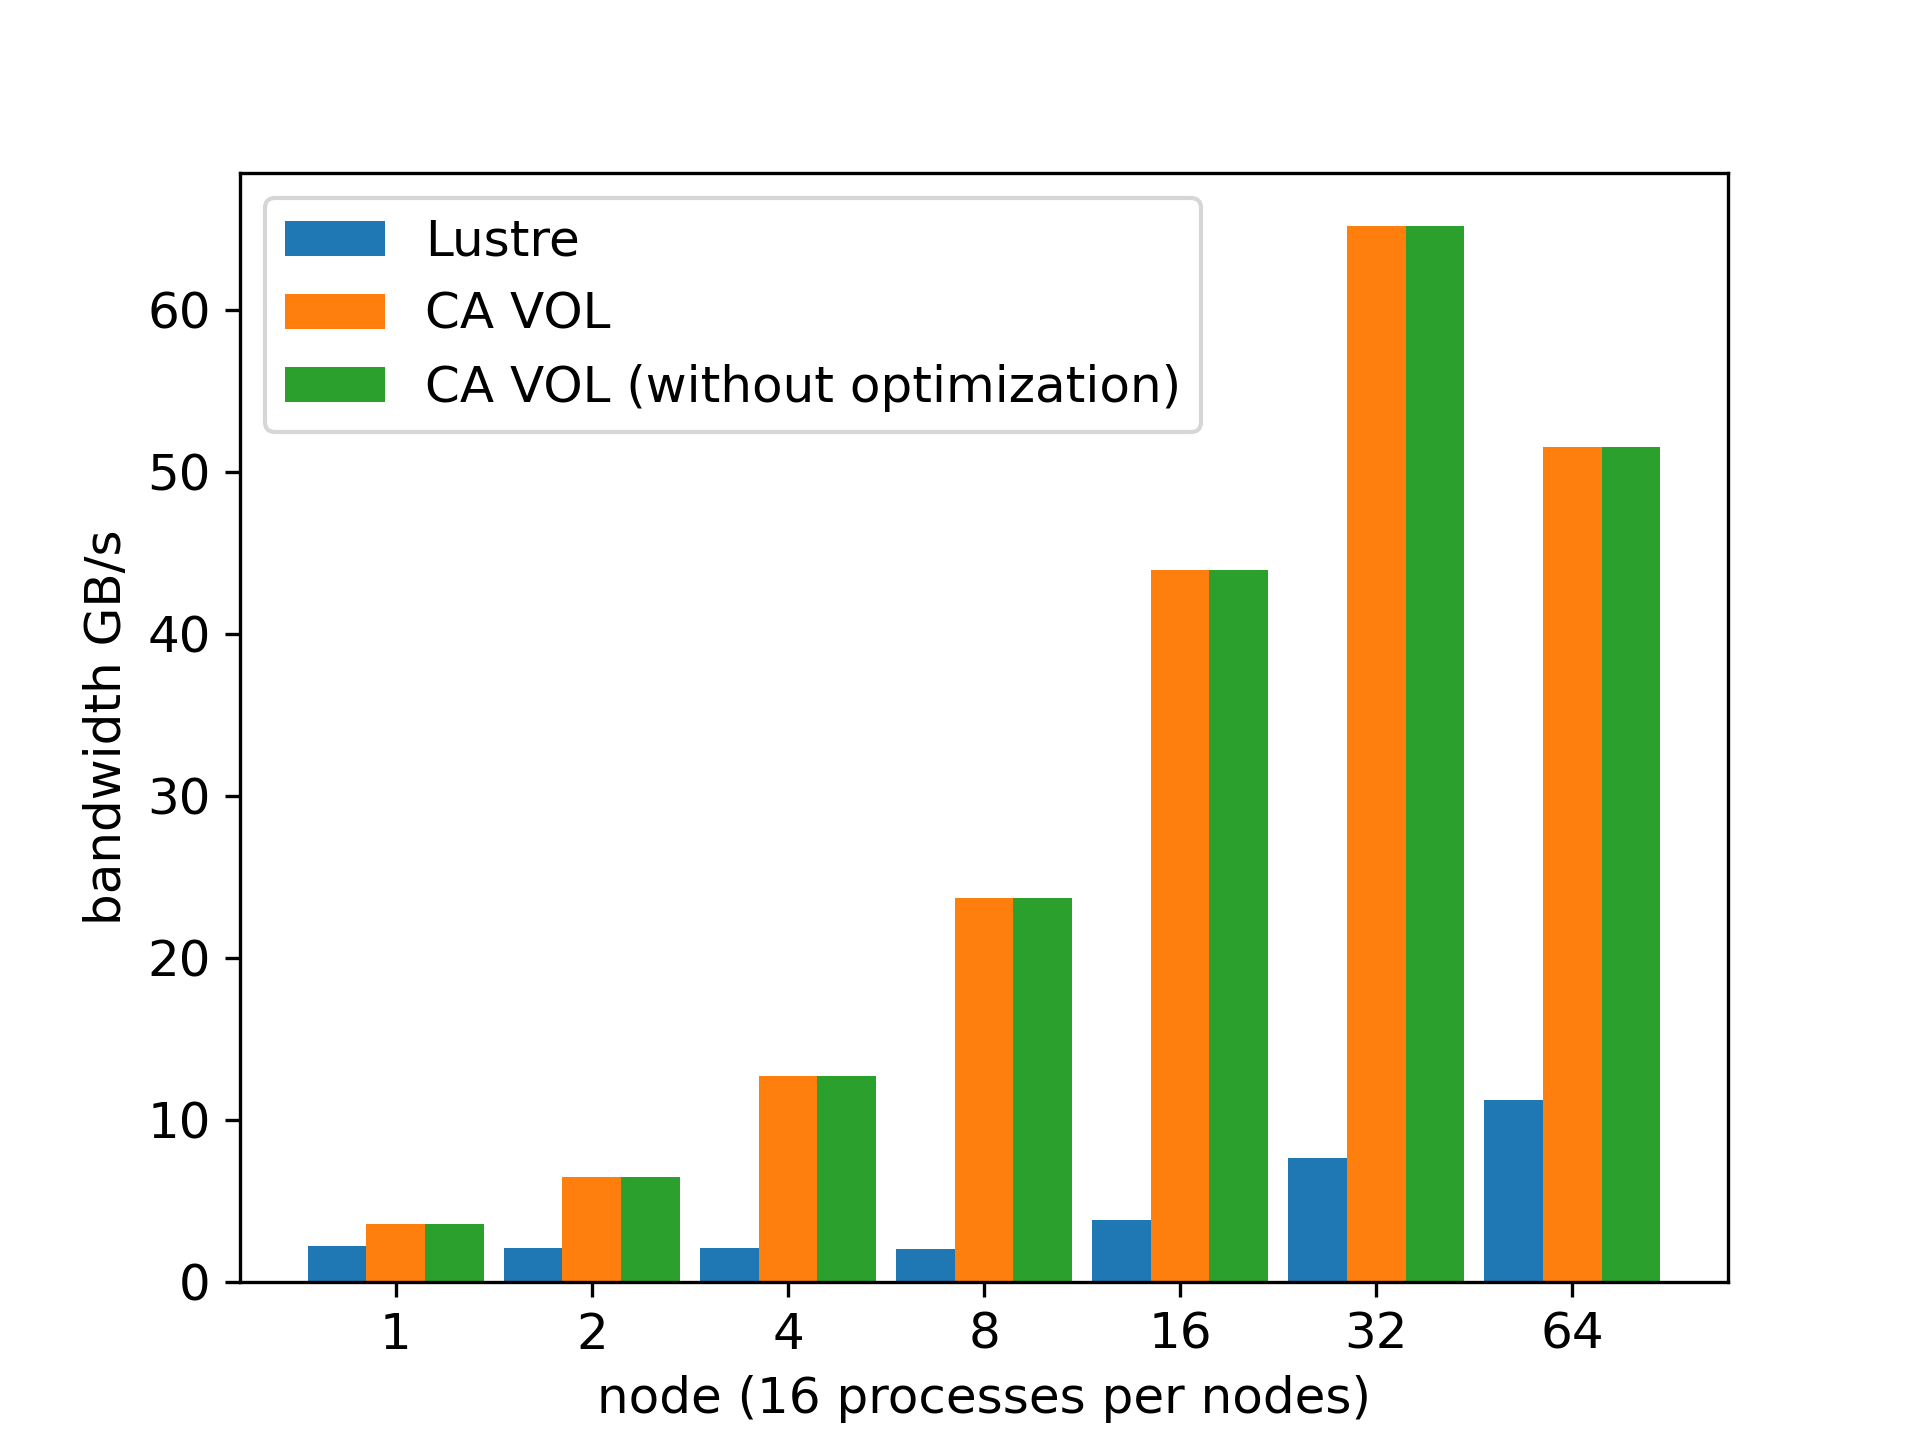 Lustre
CA VOL
CA VOL (without optimization)
bandwidth GB/s
60
50
40
30
20
10
0
1 2 4 8 16 32 64
node (16 processes per nodes)